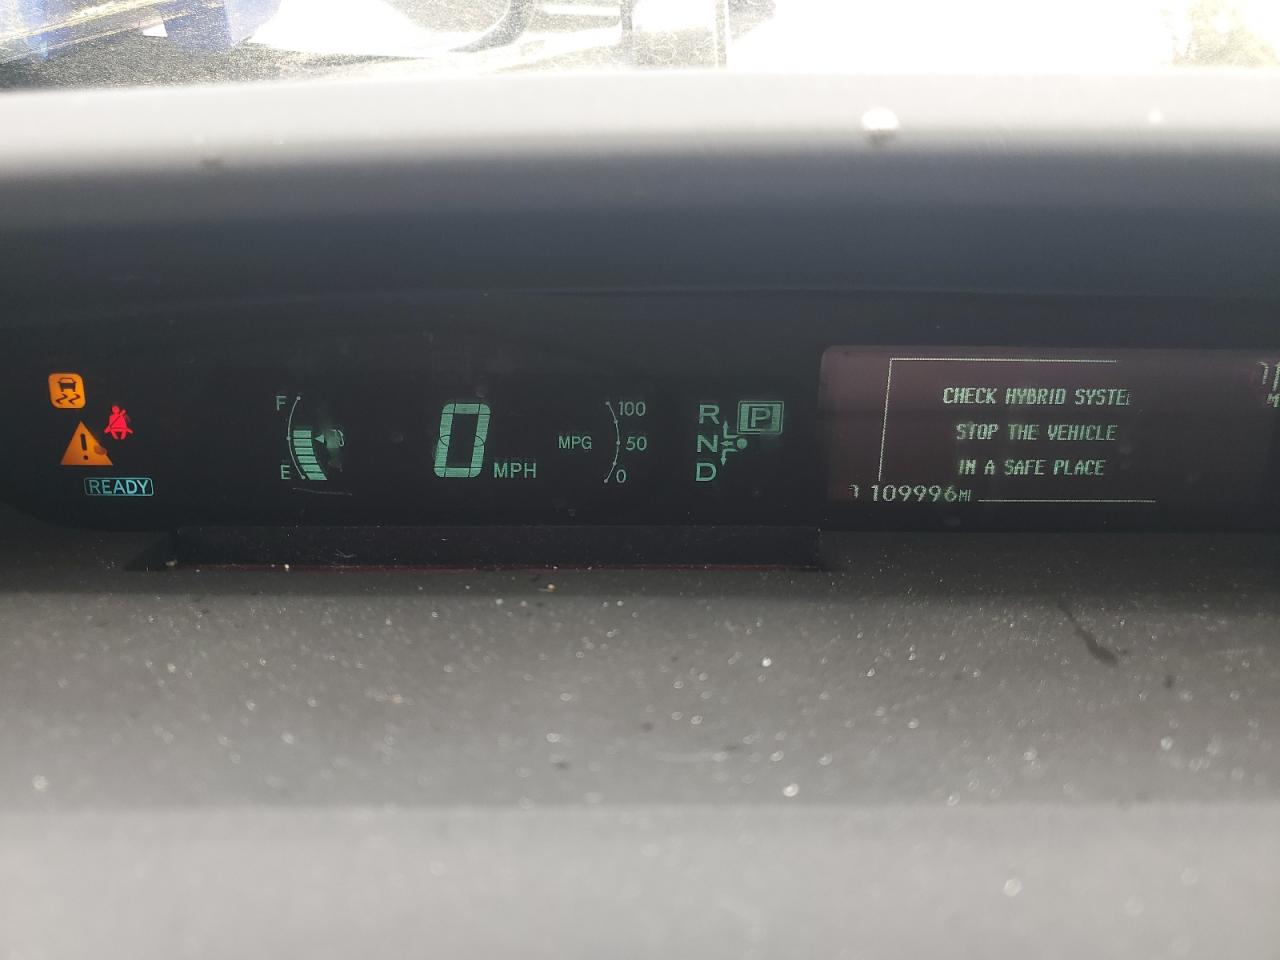 F
E
READY
0 MPH
MPG
100
50
0
R
N
D
P
CHECK HYBRID SYSTE
STOP THE VEHICLE
IN A SAFE PLACE
109996MI